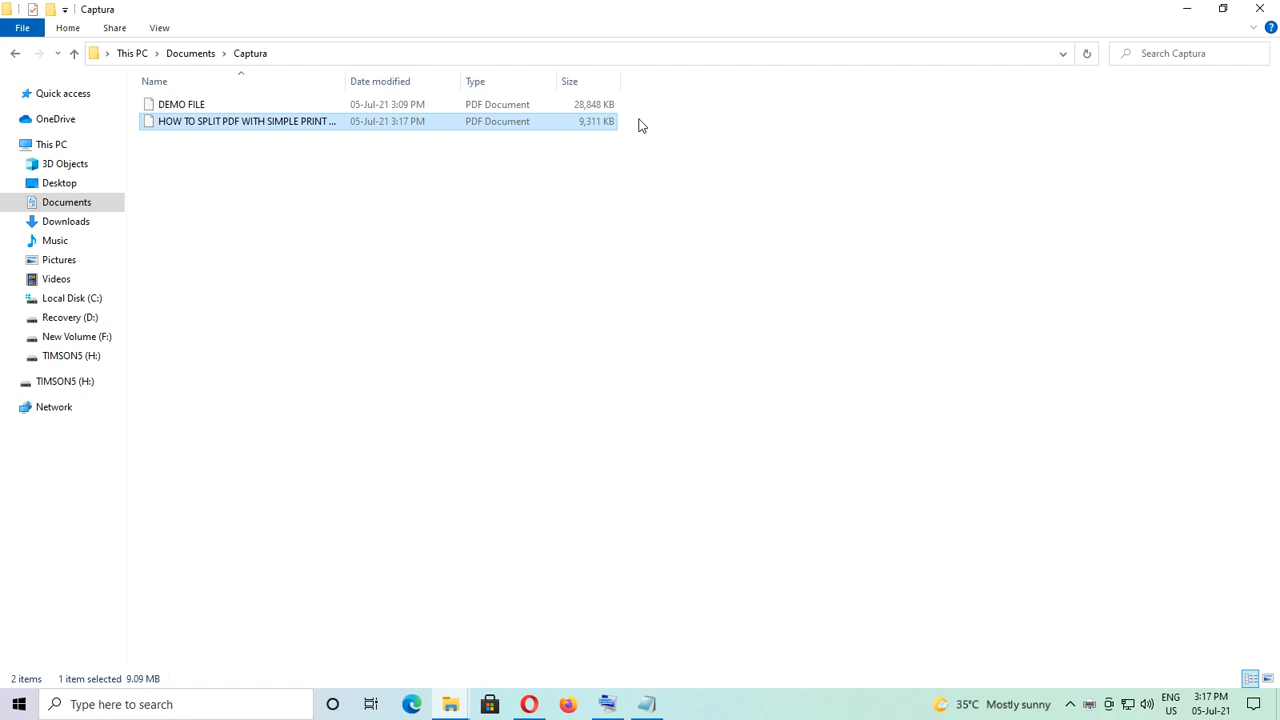 Captura
File Home Share View
This PC Documents Captura
Search Captura
Name Date modified Type Size
DEMO FILE 05-Jul-21 3:09 PM PDF Document 28,848 KB
HOW TO SPLIT PDF WITH SIMPLE PRINT ... 05-Jul-21 3:17 PM PDF Document 9,311 KB
Quick access
OneDrive
This PC
3D Objects
Desktop
Documents
Downloads
Music
Pictures
Videos
Local Disk (C:)
Recovery (D:)
New Volume (F:)
TIMSON5 (H:)
TIMSON5 (H:)
Network
2 items 1 item selected 9.09 MB
Type here to search
35°C Mostly sunny
ENG
US
3:17 PM
05-Jul-21